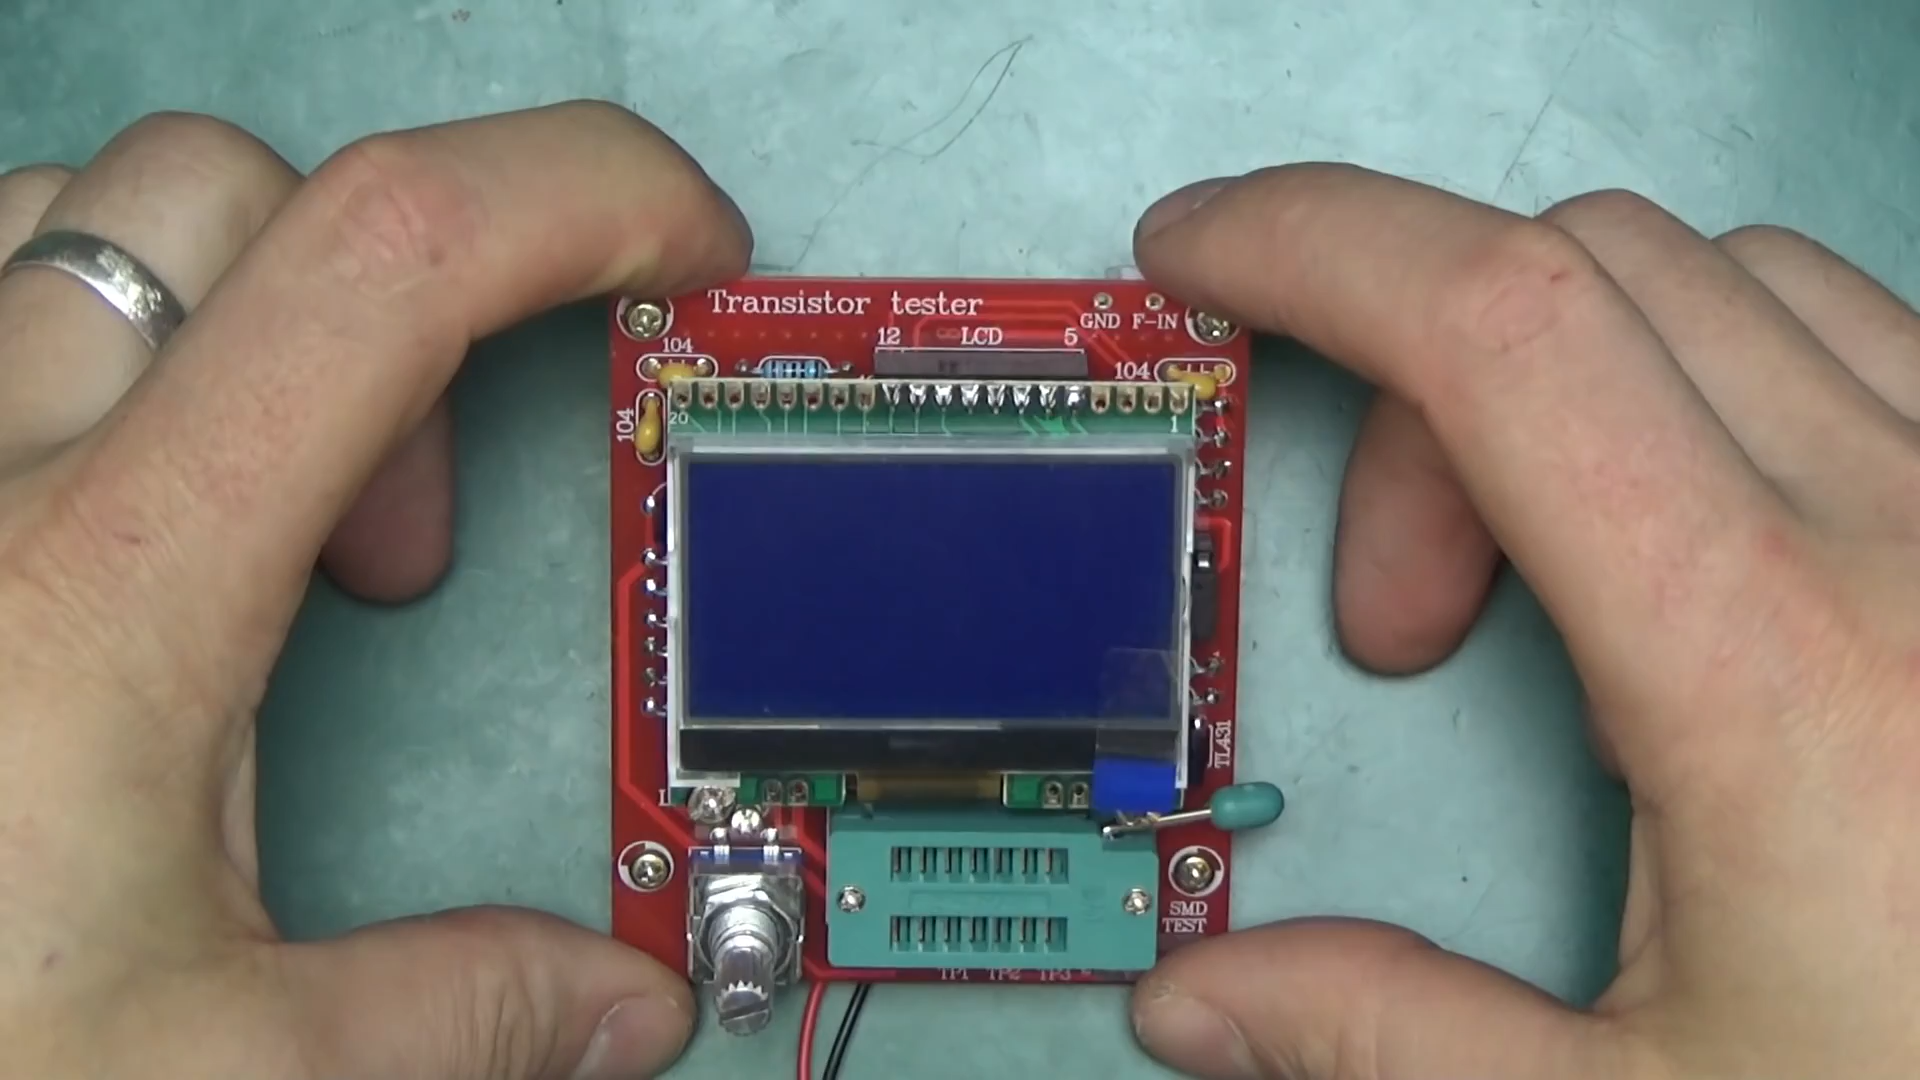 Transistor tester
GND F-IN
12 LCD 5
104
104
104
20 1
TL431
L
SMD
TEST
TP1 TP2 TP3